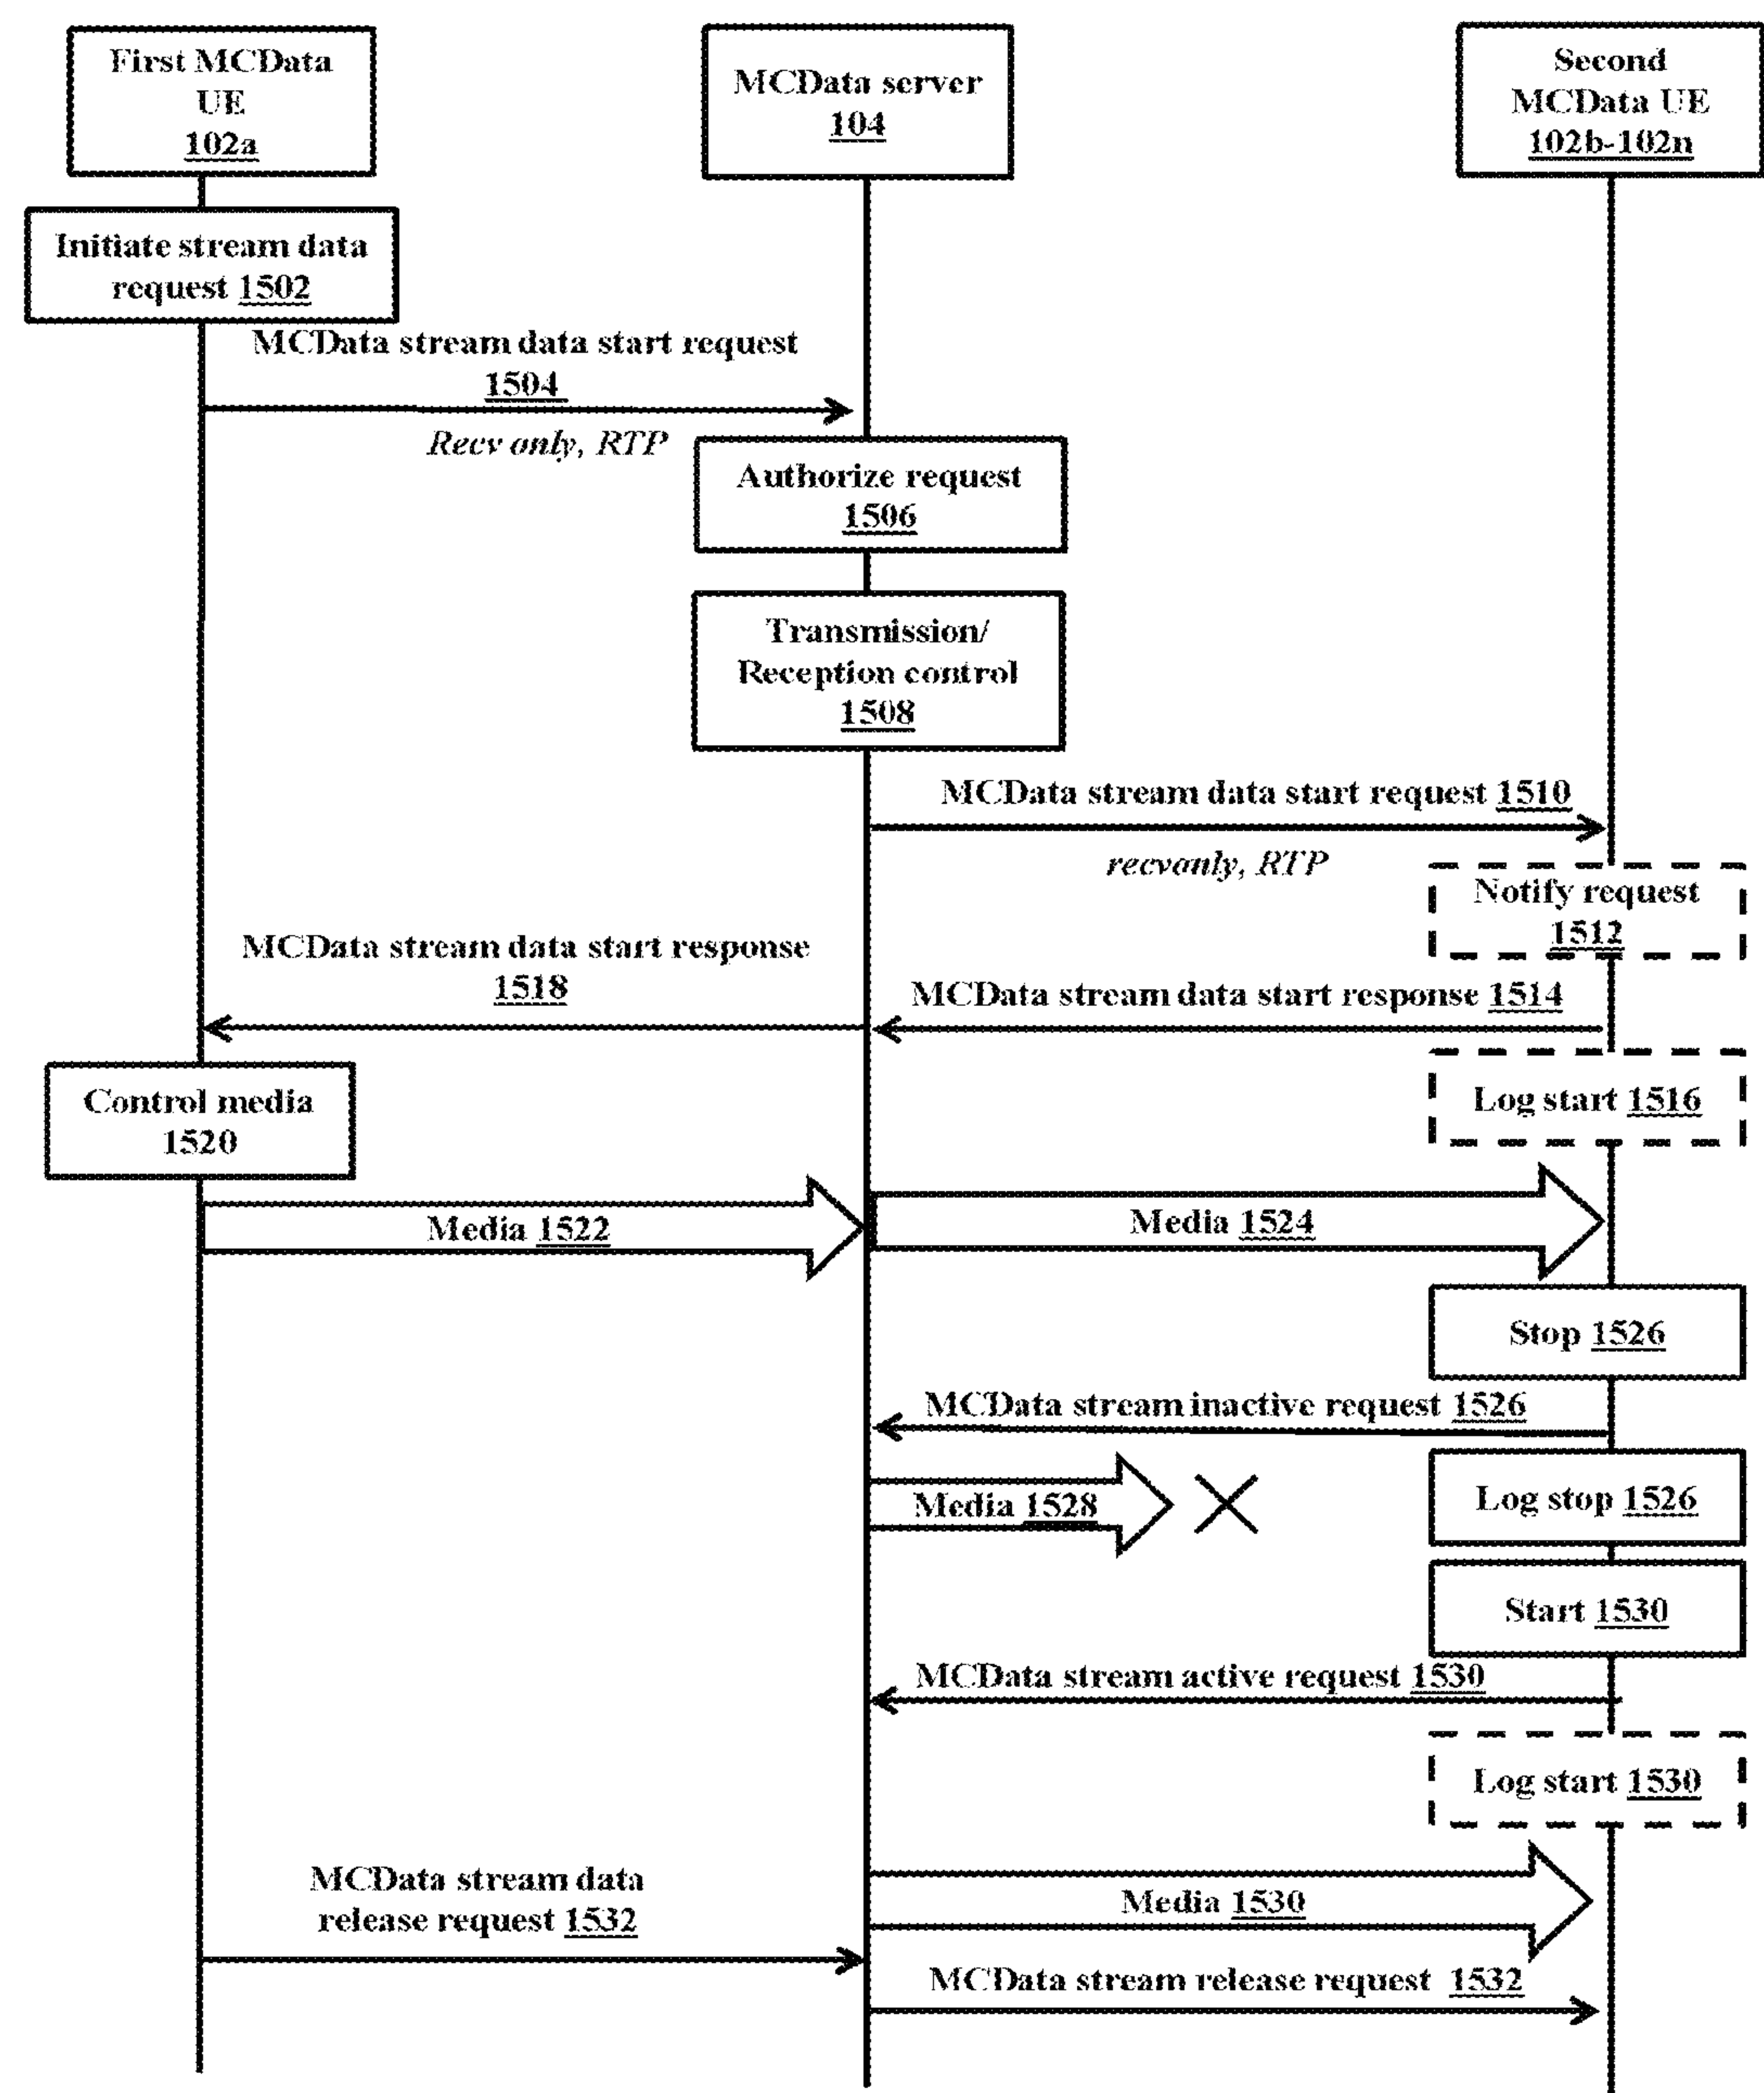 First MCData
UE
102a
MCData server
104
Second
MCData UE
102b-102n
Initiate stream data
request 1502
MCData stream data start request
1504
Recv only, RTP
Authorize request
1506
Transmission/
Reception control
1508
MCData stream data start request 1510
recvonly, RTP
Notify request
1512
MCData stream data start response
1518
MCData stream data start response 1514
Control media
1520
Log start 1516
Media 1522
Media 1524
Stop 1526
MCData stream inactive request 1526
Media 1528
Log stop 1526
Start 1530
MCData stream active request 1530
Log start 1530
MCData stream data
release request 1532
Media 1530
MCData stream release request 1532